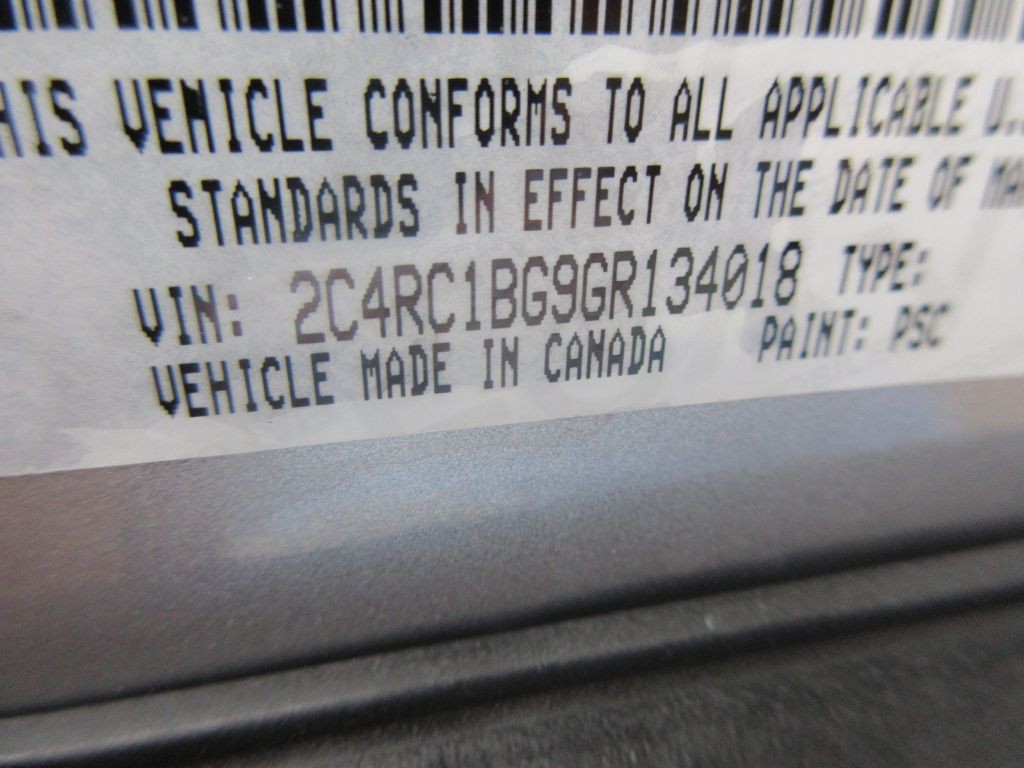 VEHICLE CONFORMS TO ALL APPLICABLE
STANDARDS IN EFFECT ON THE DATE OF
VIN: 2C4RC1BG9GR134018 TYPE:
VEHICLE MADE IN CANADA PAINT: PSC